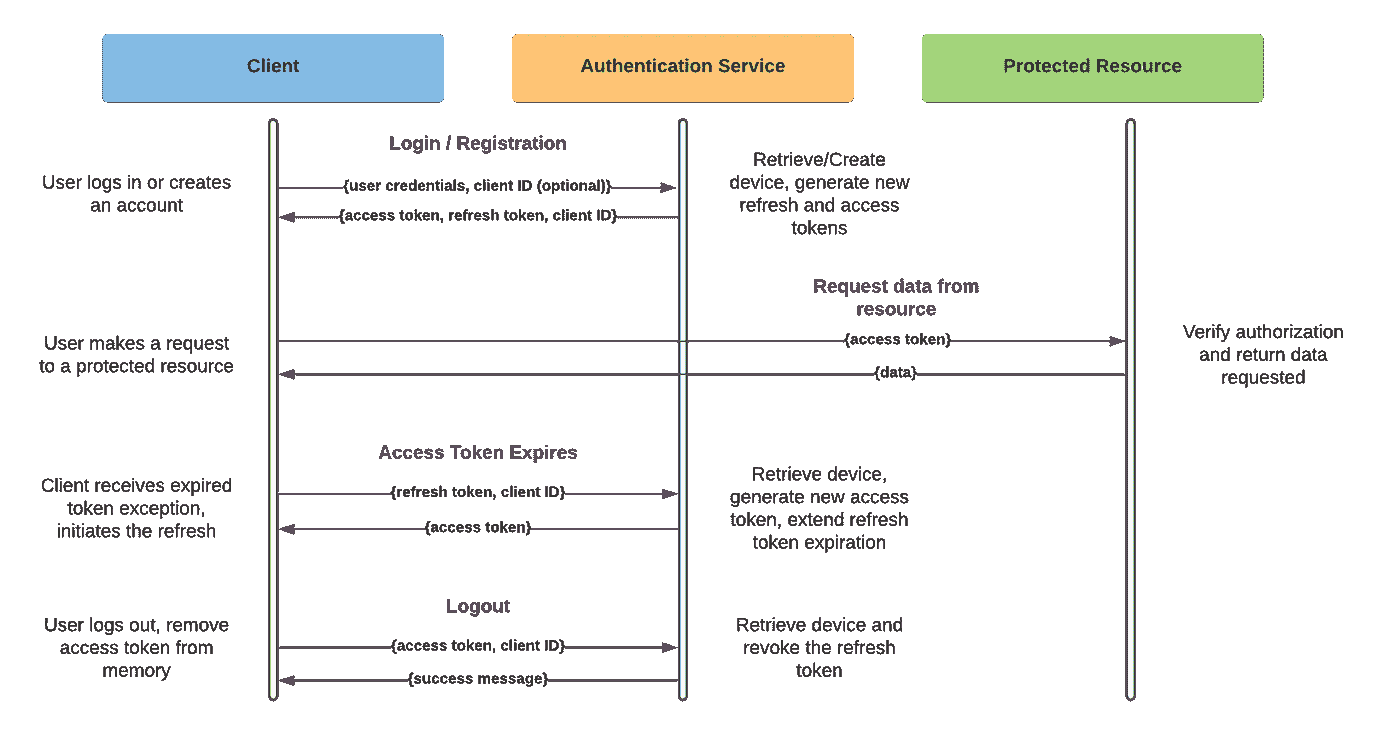 Client
Authentication Service
Protected Resource
Login / Registration
User logs in or creates
an account
{user credentials, client ID (optional)}
{access token, refresh token, client ID}
Retrieve/Create
device, generate new
refresh and access
tokens
Request data from
resource
User makes a request
to a protected resource
{access token}
{data}
Verify authorization
and return data
requested
Access Token Expires
Client receives expired
token exception,
initiates the refresh
{refresh token, client ID}
{access token}
Retrieve device,
generate new access
token, extend refresh
token expiration
Logout
User logs out, remove
access token from
memory
{access token, client ID}
{success message}
Retrieve device and
revoke the refresh
token